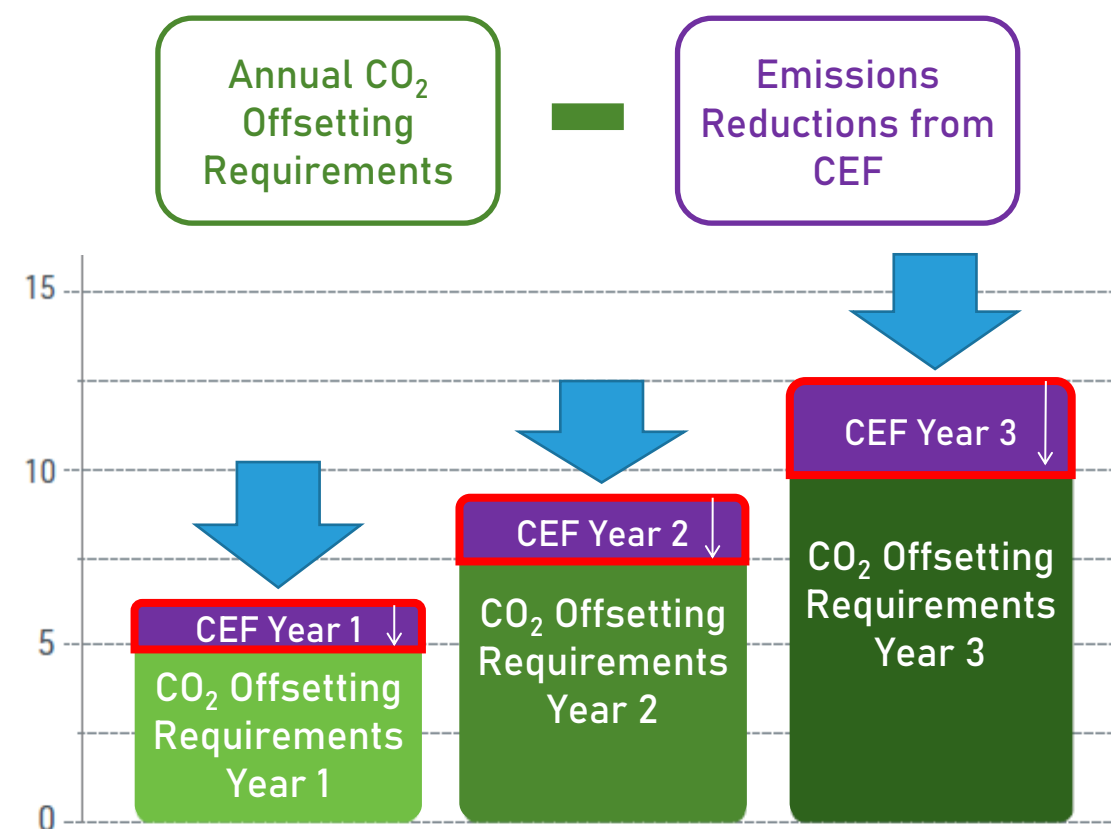 Annual CO₂
Offsetting
Requirements
Emissions
Reductions from
CEF
15
10
5
0
CEF Year 1
CO₂ Offsetting
Requirements
Year 1
CEF Year 2
CO₂ Offsetting
Requirements
Year 2
CEF Year 3
CO₂ Offsetting
Requirements
Year 3